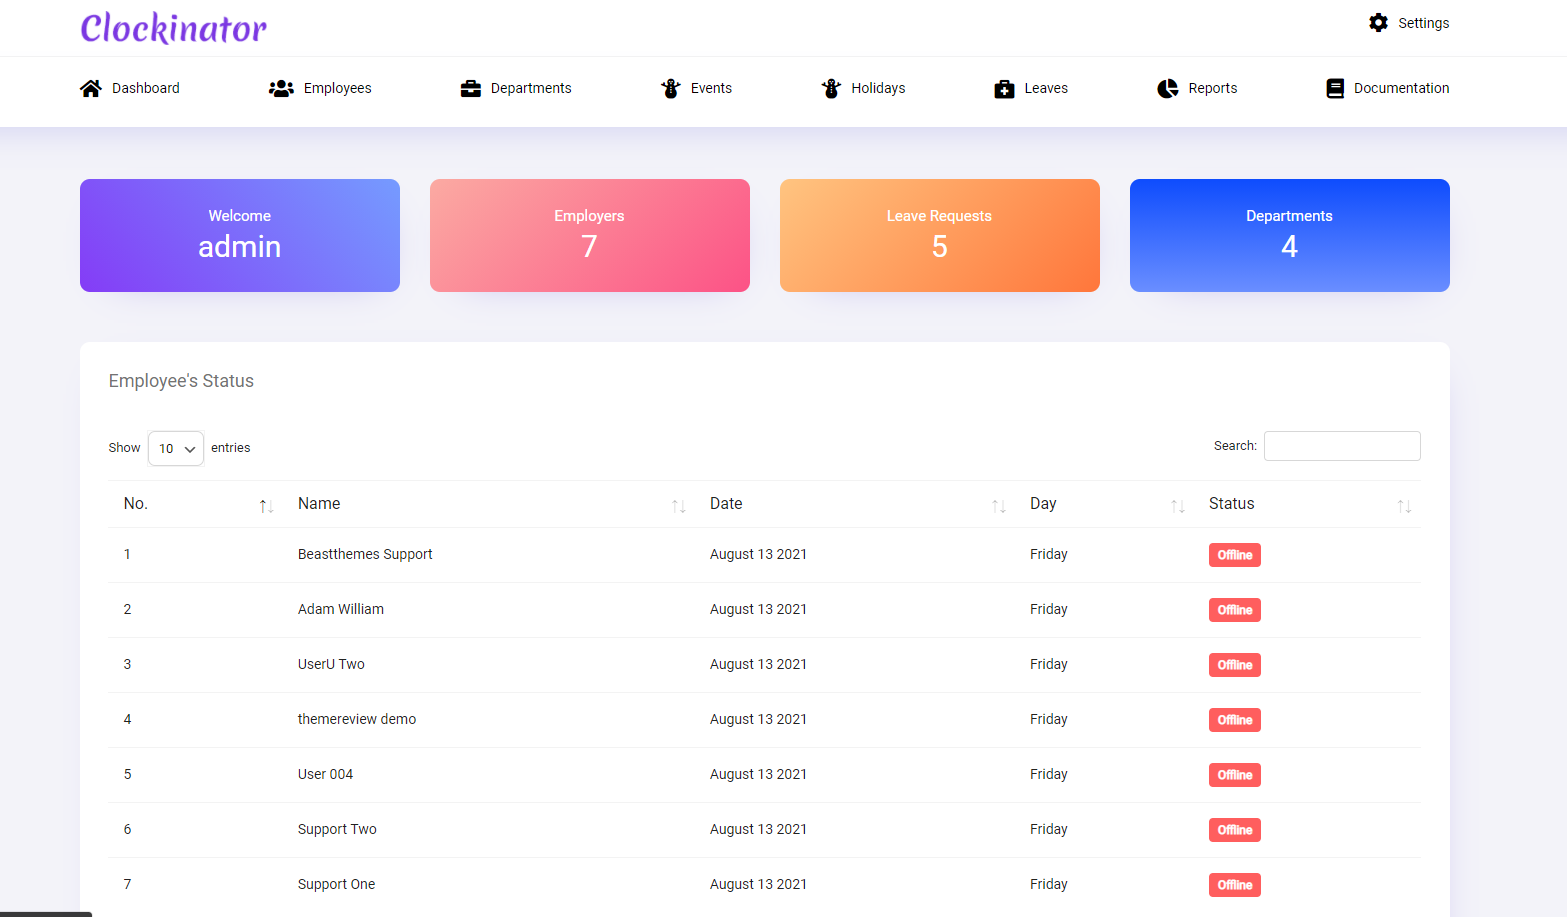 Clockinator
Settings
Dashboard Employees Departments Events Holidays Leaves Reports Documentation
Welcome
admin
Employers
7
Leave Requests
5
Departments
4
Employee's Status
Show 10 entries Search:
No. Name Date Day Status
1 Beastthemes Support August 13 2021 Friday Offline
2 Adam William August 13 2021 Friday Offline
3 UserU Two August 13 2021 Friday Offline
4 themereview demo August 13 2021 Friday Offline
5 User 004 August 13 2021 Friday Offline
6 Support Two August 13 2021 Friday Offline
7 Support One August 13 2021 Friday Offline